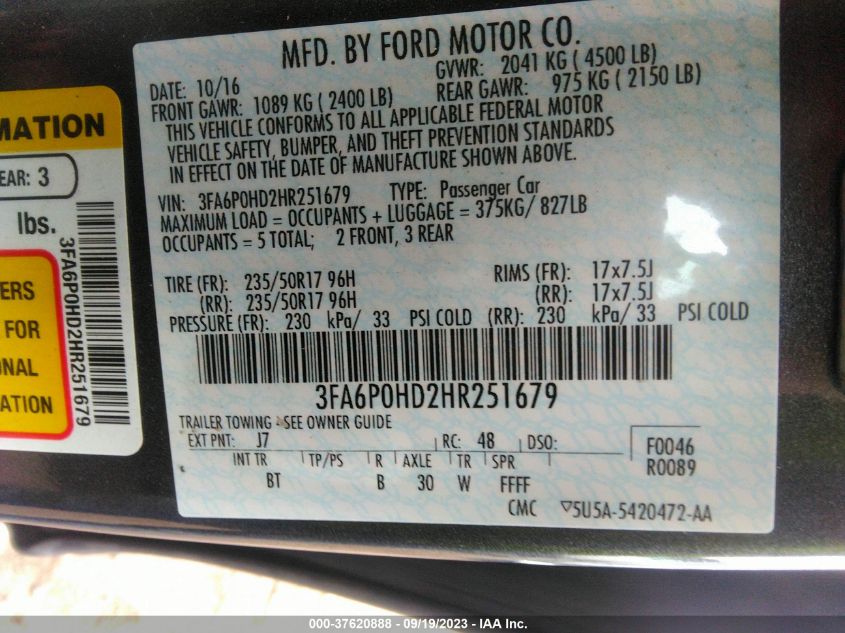 MFD. BY FORD MOTOR CO.
DATE: 10/16 GVWR: 2041 KG ( 4500 LB)
FRONT GAWR: 1089 KG ( 2400 LB) REAR GAWR: 975 KG ( 2150 LB)
THIS VEHICLE CONFORMS TO ALL APPLICABLE FEDERAL MOTOR
VEHICLE SAFETY, BUMPER, AND THEFT PREVENTION STANDARDS
IN EFFECT ON THE DATE OF MANUFACTURE SHOWN ABOVE.
VIN: 3FA6P0HD2HR251679 TYPE: Passenger Car
MAXIMUM LOAD = OCCUPANTS + LUGGAGE = 375KG/ 827LB
OCCUPANTS = 5 TOTAL; 2 FRONT, 3 REAR
TIRE (FR): 235/50R17 96H RIMS (FR): 17x7.5J
(RR): 235/50R17 96H (RR): 17x7.5J
PRESSURE (FR): 230 kPa/ 33 PSI COLD (RR): 230 kPa/ 33 PSI COLD
3FA6P0HD2HR251679
TRAILER TOWING - SEE OWNER GUIDE
EXT PNT: J7 RC: 48 DSO:
F0046
R0089
INT TR TP/PS R AXLE TR SPR
BT B 30 W FFFF
CMC ▽5U5A-5420472-AA
MATION
EAR: 3
lbs.
3FA6P0HD2HR251679
ERS
FOR
ONAL
ATION
000-37620888 - 09/19/2023 - IAA Inc.